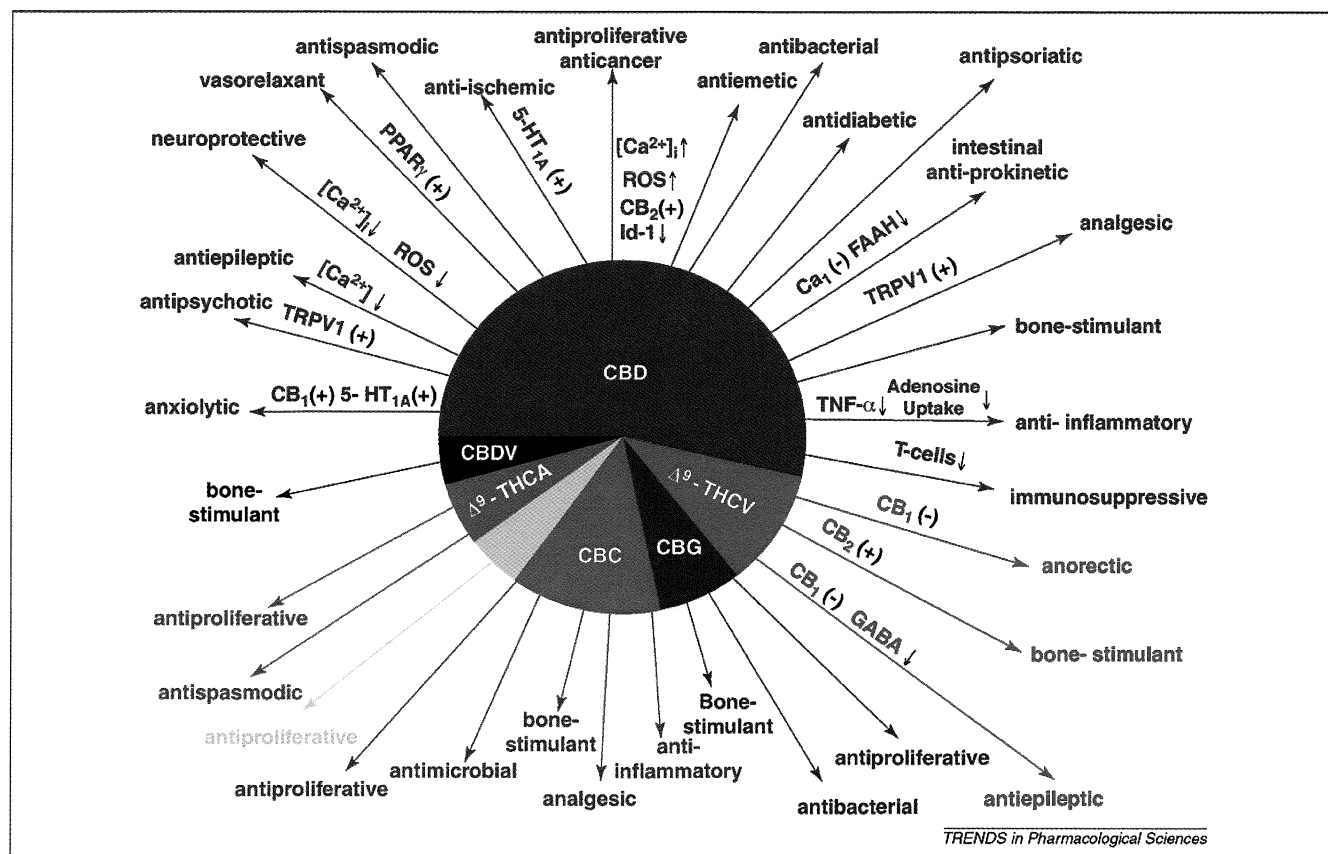 antiproliferative
anticancer
antispasmodic
antibacterial
antipsoriatic
vasorelaxant
anti-ischemic
antiemetic
neuroprotective
antidiabetic
intestinal
anti-prokinetic
analgesic
antiepileptic
antipsychotic
bone-stimulant
anxiolytic
anti- inflammatory
immunosuppressive
PPARγ (+)
5-HT1A (+)
[Ca²⁺]i↑
ROS↑
CB₂(+)
Id-1↓
[Ca²⁺]i↓ ROS ↓
[Ca²⁺] ↓
TRPV1 (+)
CB₁(+) 5- HT1A(+)
Ca₁ (-) FAAH↓
TRPV1 (+)
TNF-α↓
Adenosine
Uptake ↓
T-cells↓
CBD
CBDV
Δ⁹-THCA
CBC
CBG
Δ⁹-THCV
CB₁ (-)
CB₂ (+)
CB₁ (-) GABA ↓
anorectic
bone- stimulant
antiepileptic
bone-
stimulant
antiproliferative
antispasmodic
antiproliferative
antiproliferative
antimicrobial
bone-
stimulant
analgesic
anti-
inflammatory
Bone-
stimulant
antibacterial
antiproliferative
TRENDS in Pharmacological Sciences